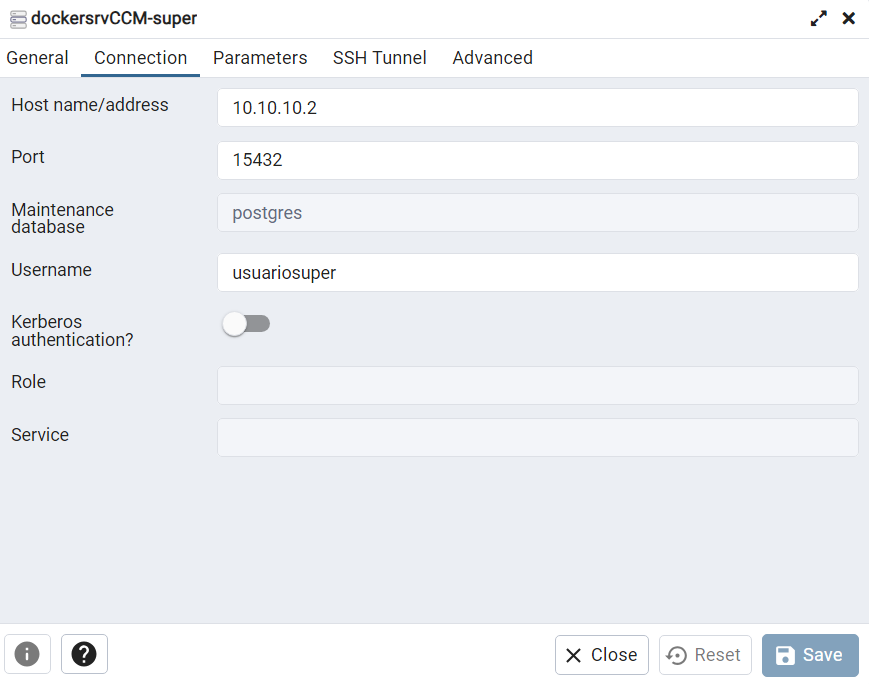 dockersrvCCM-super
General Connection Parameters SSH Tunnel Advanced
Host name/address 10.10.10.2
Port 15432
Maintenance
database
postgres
Username usuariosuper
Kerberos
authentication?
Role
Service
Close Reset Save